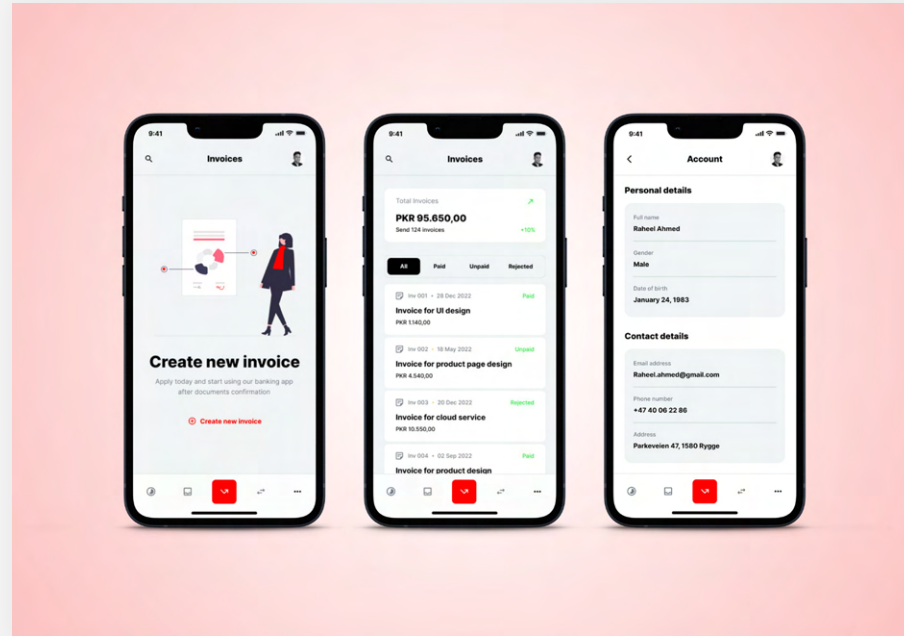 9:41
Invoices
Create new invoice
Apply today and start using our banking app
after documents confirmation
Create new invoice
9:41
Invoices
Total Invoices
PKR 95.650,00
Send 124 invoices +10%
All Paid Unpaid Rejected
Inv 001 • 28 Dec 2022 Paid
Invoice for UI design
PKR 1.140,00
Inv 002 • 18 May 2022 Unpaid
Invoice for product page design
PKR 4.540,00
Inv 003 • 20 Dec 2022 Rejected
Invoice for cloud service
PKR 10.550,00
Inv 004 • 02 Sep 2022 Paid
Invoice for product design
9:41
Account
Personal details
Full name
Raheel Ahmed
Gender
Male
Date of birth
January 24, 1983
Contact details
Email address
Raheel.ahmed@gmail.com
Phone number
+47 40 06 22 86
Address
Parkeveien 47, 1580 Rygge